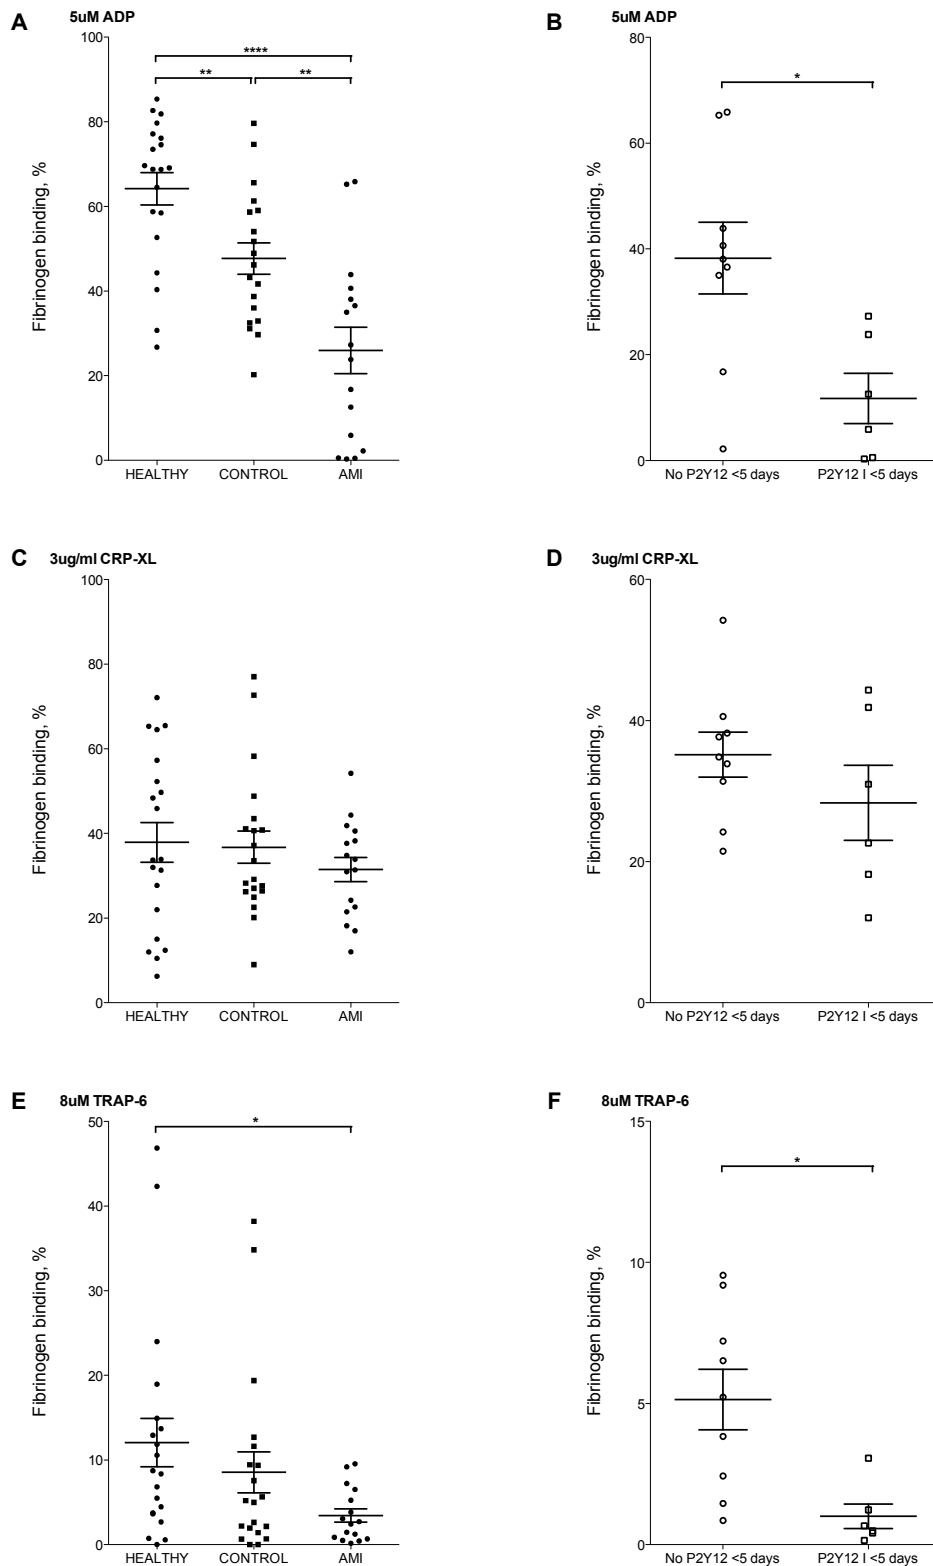 A 5uM ADP
Fibrinogen binding, %
100
80
60
40
20
0
**** 
** **
HEALTHY CONTROL AMI
B 5uM ADP
Fibrinogen binding, %
80
60
40
20
0
*
No P2Y12 <5 days P2Y12 I <5 days
C 3ug/ml CRP-XL
Fibrinogen binding, %
100
80
60
40
20
0
HEALTHY CONTROL AMI
D 3ug/ml CRP-XL
Fibrinogen binding, %
60
40
20
0
No P2Y12 <5 days P2Y12 I <5 days
E 8uM TRAP-6
Fibrinogen binding, %
50
40
30
20
10
0
*
HEALTHY CONTROL AMI
F 8uM TRAP-6
Fibrinogen binding, %
15
10
5
0
*
No P2Y12 <5 days P2Y12 I <5 days